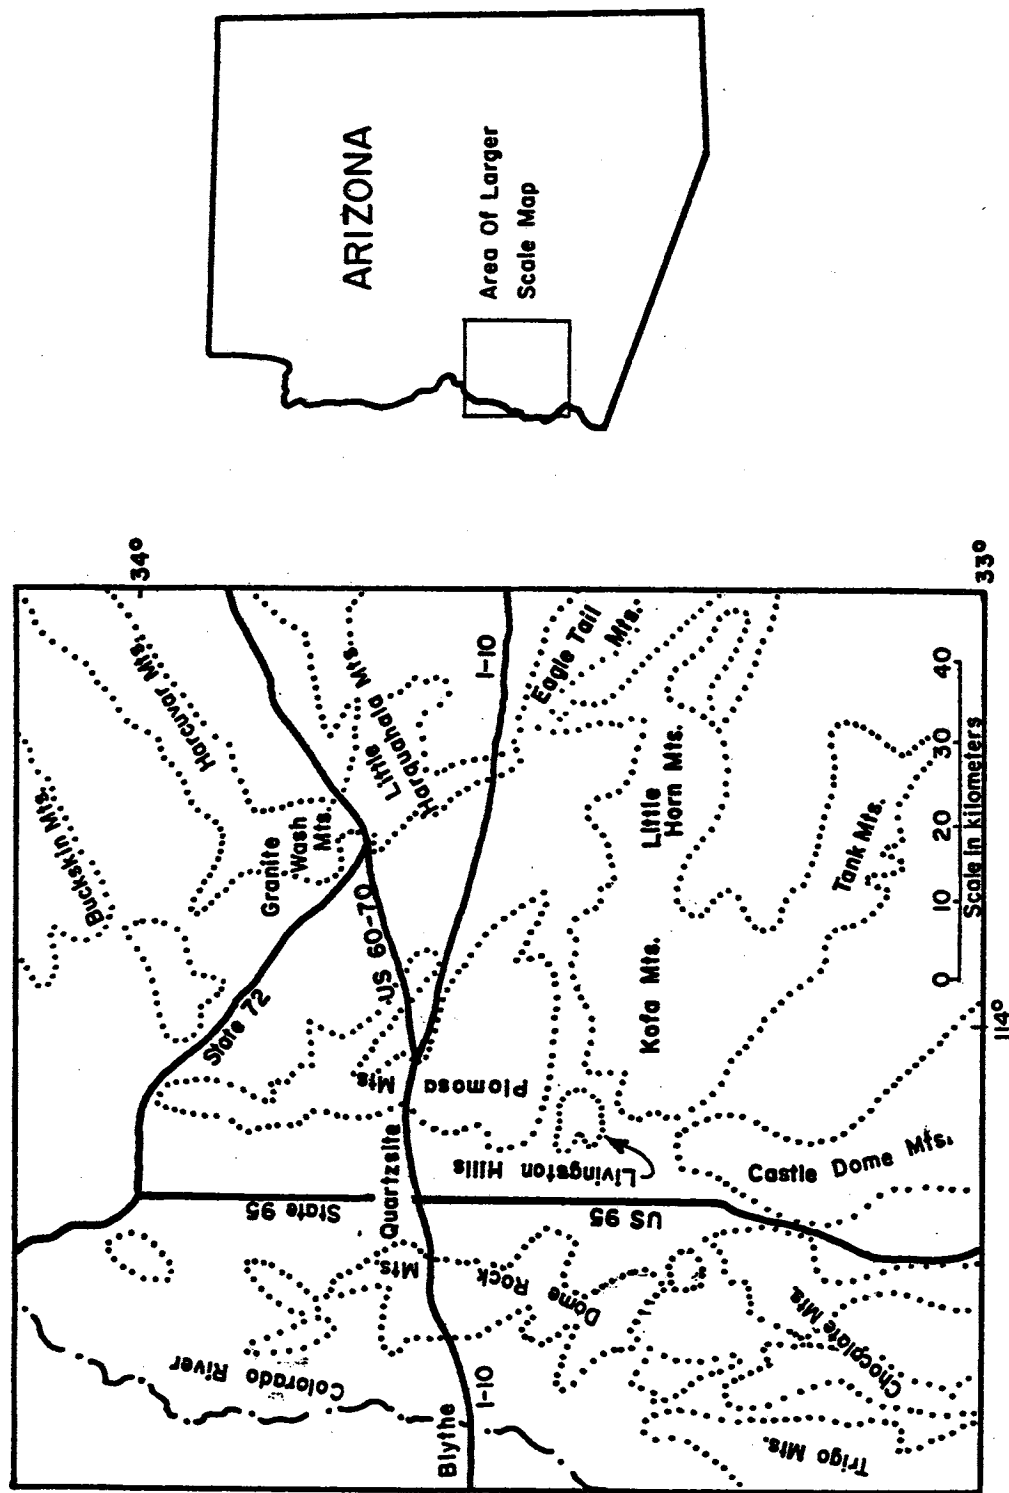 ARIZONA
Area Of Larger
Scale Map
34°
33°
114°
Buckskin Mts.
Harcuvar Mts.
Granite
Wash
Mts.
Little
Harquahala Mts.
State 72
US 60-70
I-10
Eagle Tail
Mts.
Plomosa
Mts
Quartzsite
State 95
US 95
Livingston Hills
Kofa Mts.
Little
Horn Mts.
Tank Mts.
Castle Dome Mts.
Dome Rock
Mts
Chocolate Mts.
Trigo Mts.
Colorado River
Blythe
I-10
0 10 20 30 40
Scale in kilometers